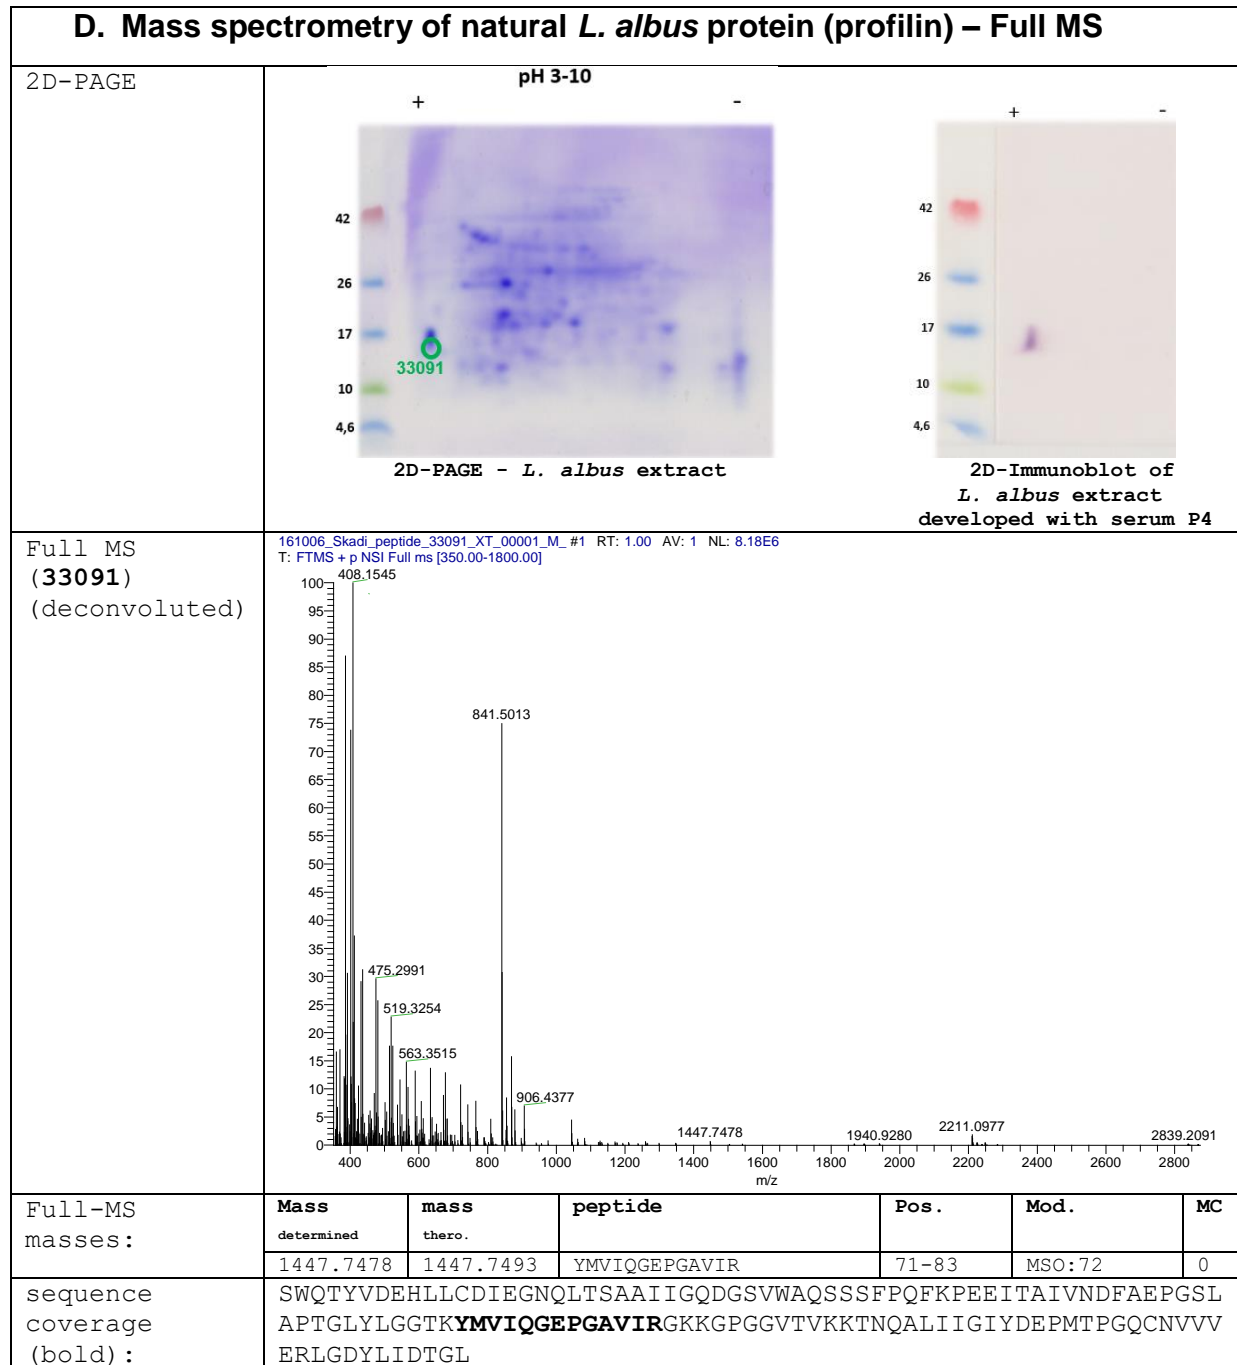 D. Mass spectrometry of natural L. albus protein (profilin) – Full MS
2D-PAGE
pH 3-10
+ -
42
26
17
33091
10
4,6
2D-PAGE - L. albus extract
+ -
42
26
17
10
4,6
2D-Immunoblot of
L. albus extract
developed with serum P4
Full MS
(33091)
(deconvoluted)
161006_Skadi_peptide_33091_XT_00001_M_ #1 RT: 1.00 AV: 1 NL: 8.18E6
T: FTMS + p NSI Full ms [350.00-1800.00]
408.1545
841.5013
475.2991
519.3254
563.3515
906.4377
1447.7478
1940.9280
2211.0977
2839.2091
100
95
90
85
80
75
70
65
60
55
50
45
40
35
30
25
20
15
10
5
0
400 600 800 1000 1200 1400 1600 1800 2000 2200 2400 2600 2800
m/z
Full-MS
masses:
Mass mass peptide Pos. Mod. MC
determined thero.
1447.7478 1447.7493 YMVIQGEPGAVIR 71-83 MSO:72 0
sequence
coverage
(bold):
SWQTYVDEHLLCDIEGNQLTSAAIIGQDGSVWAQSSSFPQFKPEEITAIVNDFAEPGSL
APTGLYLGGTKYMVIQGEPGAVIRGKKGPGGVTVKKTNQALIIGIYDEPMTPGQCNVVV
ERLGDYLIDTGL